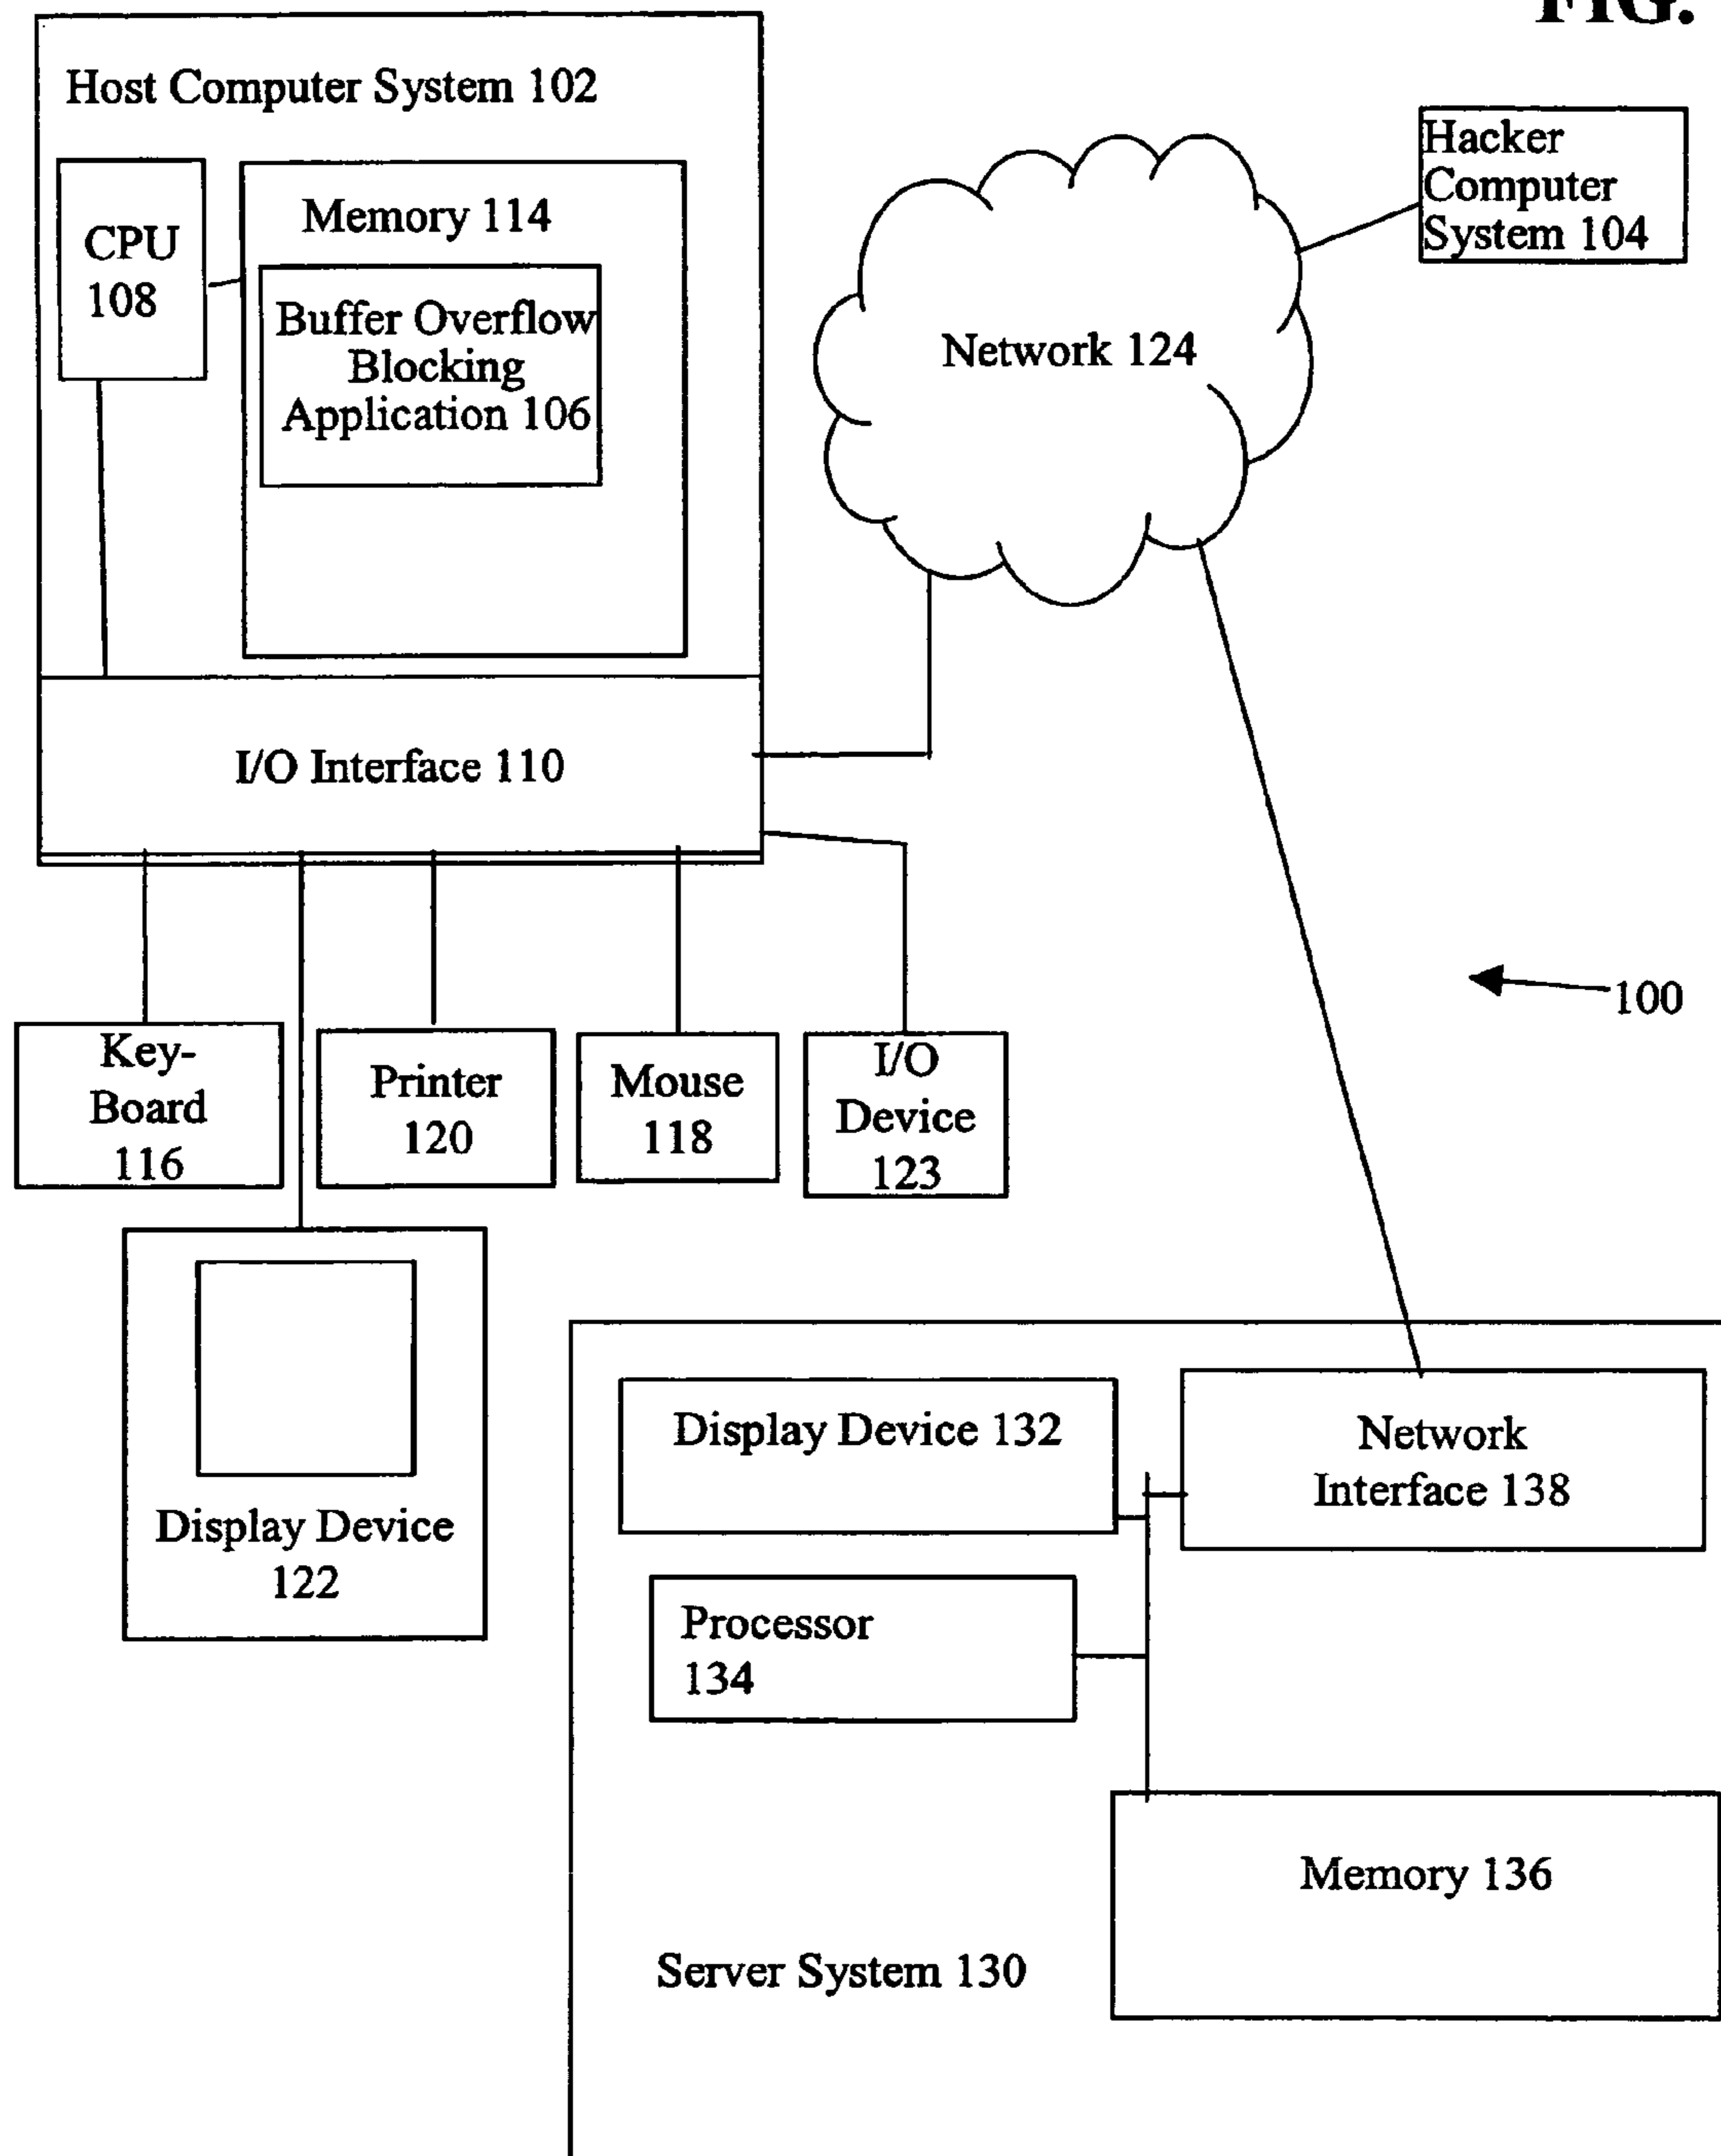 FIG.
Host Computer System 102
CPU
108
Memory 114
Buffer Overflow
Blocking
Application 106
I/O Interface 110
Network 124
Hacker
Computer
System 104
100
Key-
Board
116
Printer
120
Mouse
118
I/O
Device
123
Display Device
122
Display Device 132
Network
Interface 138
Processor
134
Memory 136
Server System 130